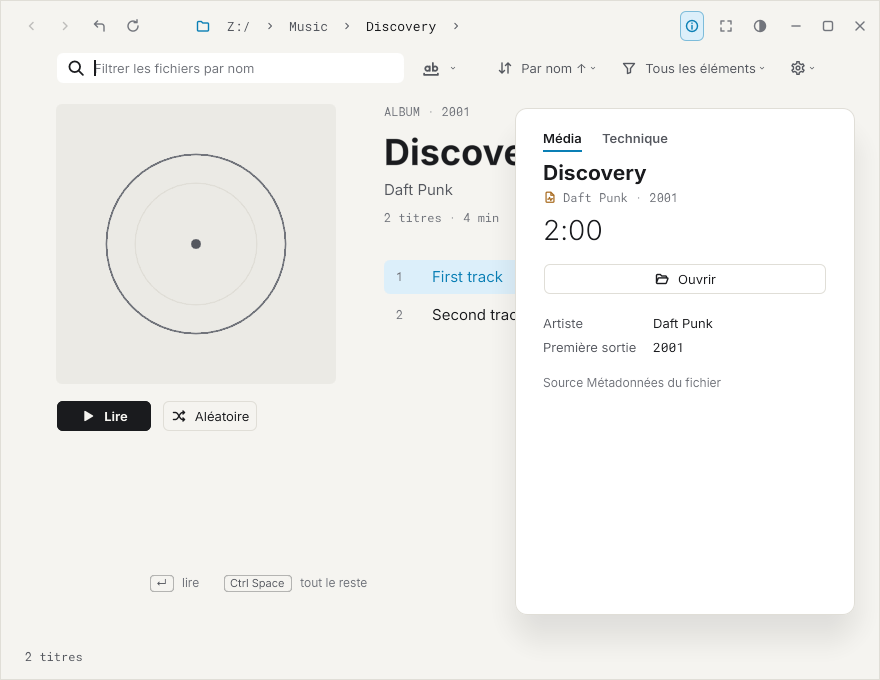 Z:/ Music Discovery
Filtrer les fichiers par nom
ab
Par nom ↑
Tous les éléments
ALBUM · 2001
Discove
Daft Punk
2 titres · 4 min
1 First track
2 Second trac
Lire
Aléatoire
↵ lire
Ctrl Space tout le reste
2 titres
Média Technique
Discovery
Daft Punk · 2001
2:00
Ouvrir
Artiste Daft Punk
Première sortie 2001
Source Métadonnées du fichier